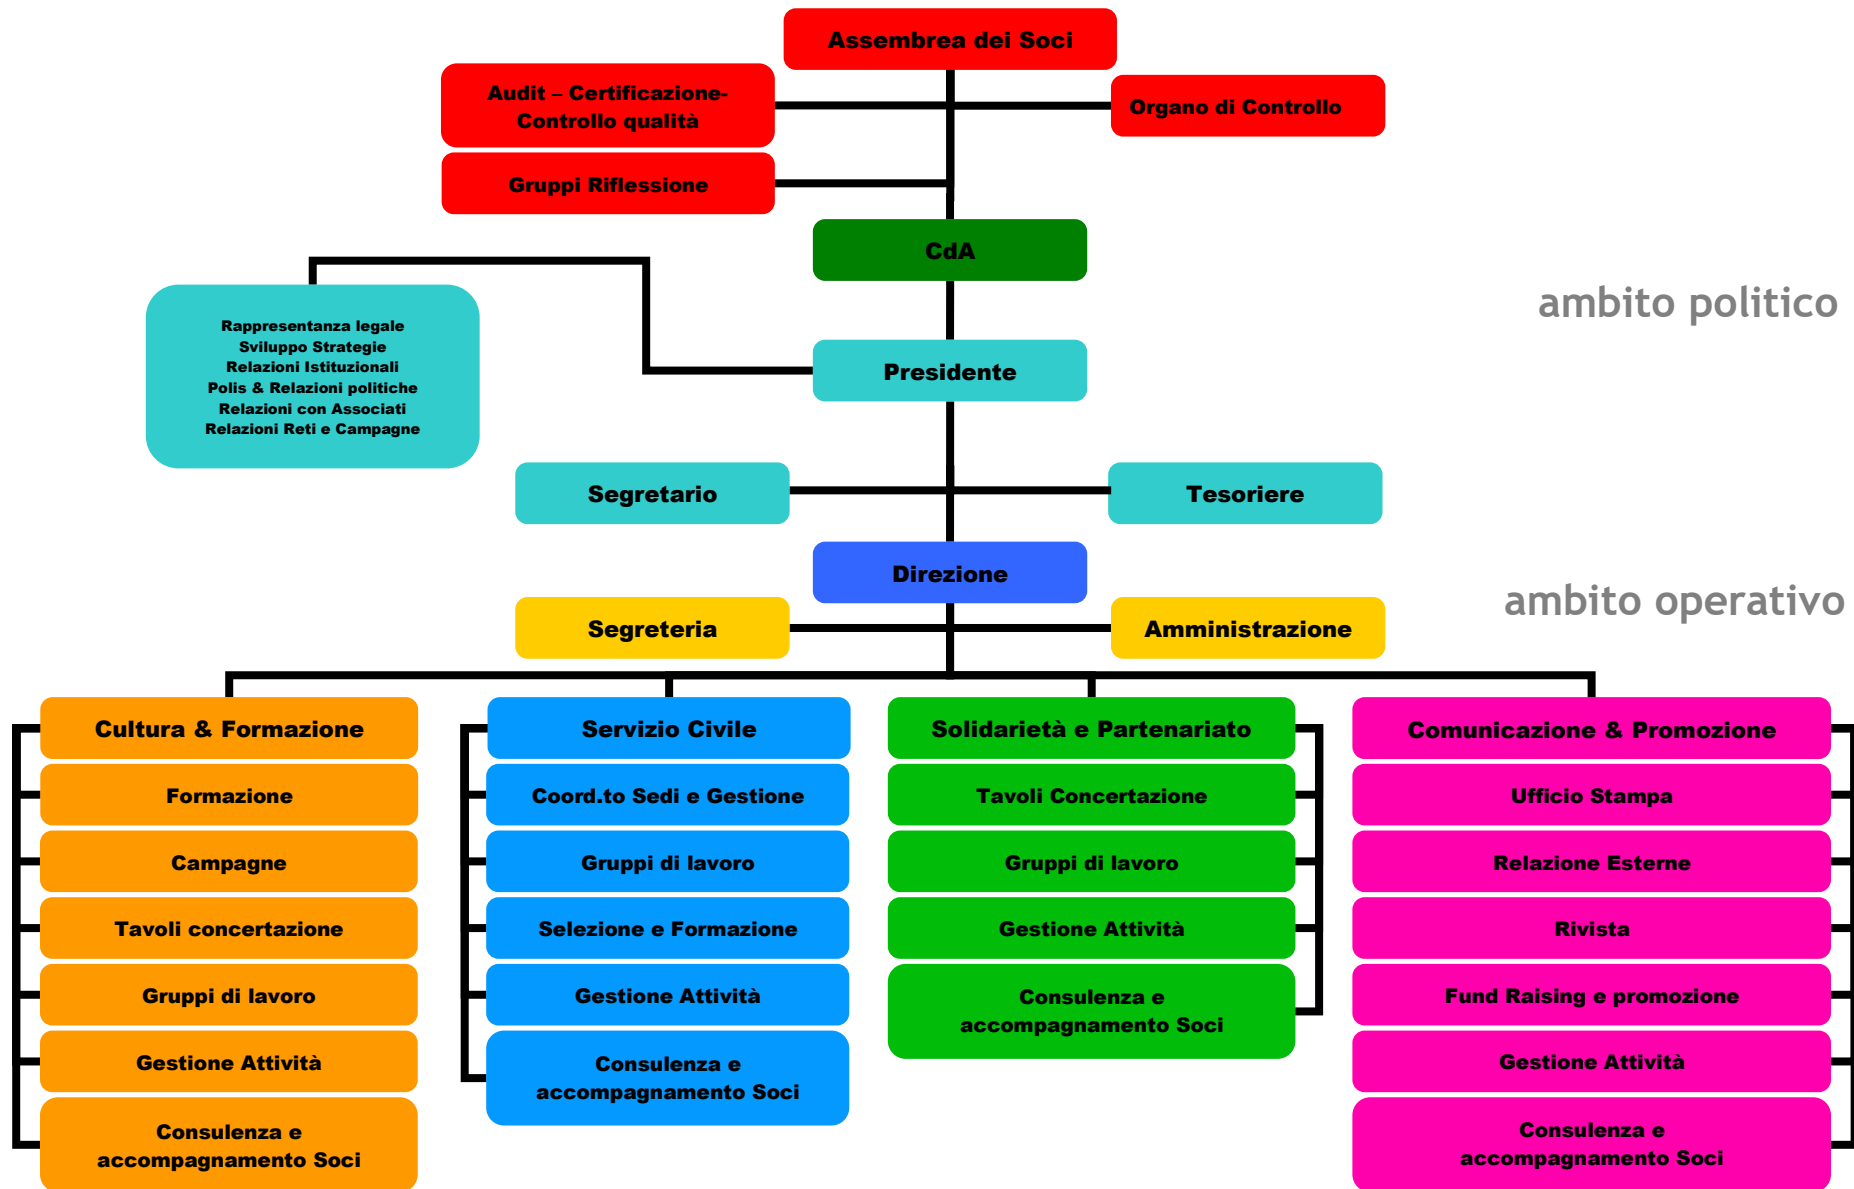 Assembrea dei Soci
Audit – Certificazione-
Controllo qualità
Organo di Controllo
Gruppi Riflessione
CdA
ambito politico
Rappresentanza legale
Sviluppo Strategie
Relazioni Istituzionali
Polis & Relazioni politiche
Relazioni con Associati
Relazioni Reti e Campagne
Presidente
Segretario
Tesoriere
Direzione
ambito operativo
Segreteria
Amministrazione
Cultura & Formazione
Formazione
Campagne
Tavoli concertazione
Gruppi di lavoro
Gestione Attività
Consulenza e
accompagnamento Soci
Servizio Civile
Coord.to Sedi e Gestione
Gruppi di lavoro
Selezione e Formazione
Gestione Attività
Consulenza e
accompagnamento Soci
Solidarietà e Partenariato
Tavoli Concertazione
Gruppi di lavoro
Gestione Attività
Consulenza e
accompagnamento Soci
Comunicazione & Promozione
Ufficio Stampa
Relazione Esterne
Rivista
Fund Raising e promozione
Gestione Attività
Consulenza e
accompagnamento Soci